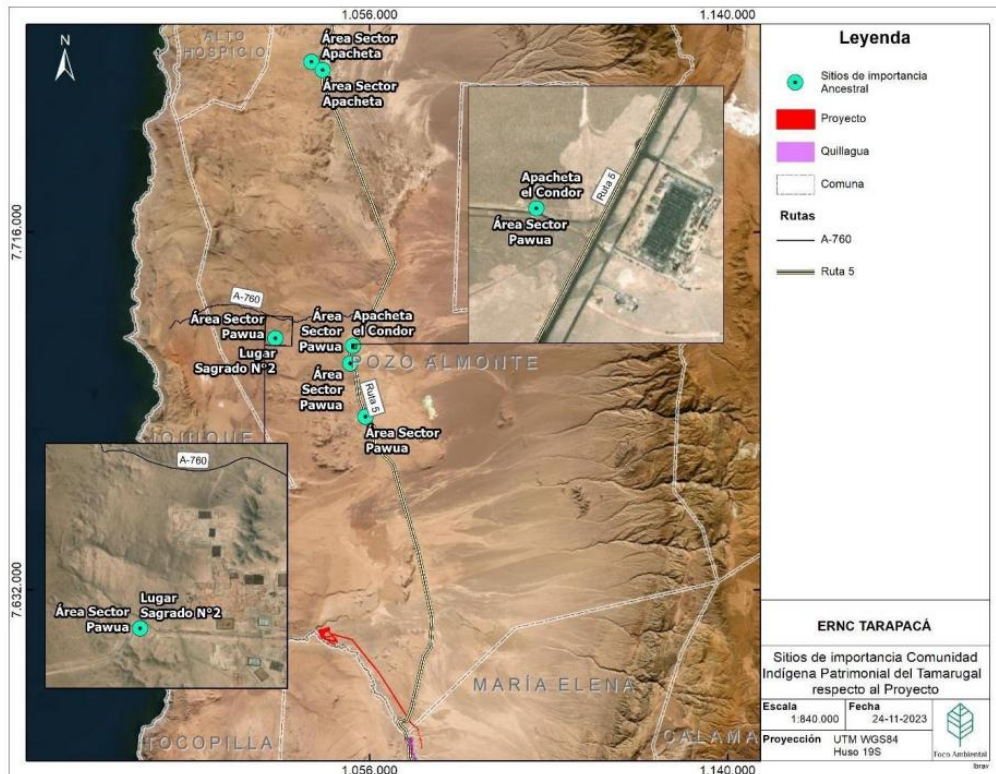 1.056.000
1.140.000
ALTO
HOSPICIO
N
Área Sector
Apacheta
Área Sector
Apacheta
7.716.000
Apacheta
el Condor
Ruta 5
Área Sector
Pawua
A-760
Área Sector
Pawua
Lugar
Sagrado N°2
Área
Sector
Pawua
Apacheta
el Condor
POZO ALMONTE
Área
Sector
Pawua
Ruta 5
Área Sector
Pawua
IQUIQUE
A-760
Lugar
Sagrado N°2
Área Sector
Pawua
7.632.000
MARÍA ELENA
TOCOPILLA
CALAMA
1.056.000
1.140.000
Leyenda
Sitios de importancia
Ancestral
Proyecto
Quillagua
Comuna
Rutas
A-760
Ruta 5
ERNC TARAPACÁ
Sitios de importancia Comunidad
Indígena Patrimonial del Tamarugal
respecto al Proyecto
Escala
1:840.000
Fecha
24-11-2023
Proyección UTM WGS84
Huso 19S
Foco Ambiental
lbrav